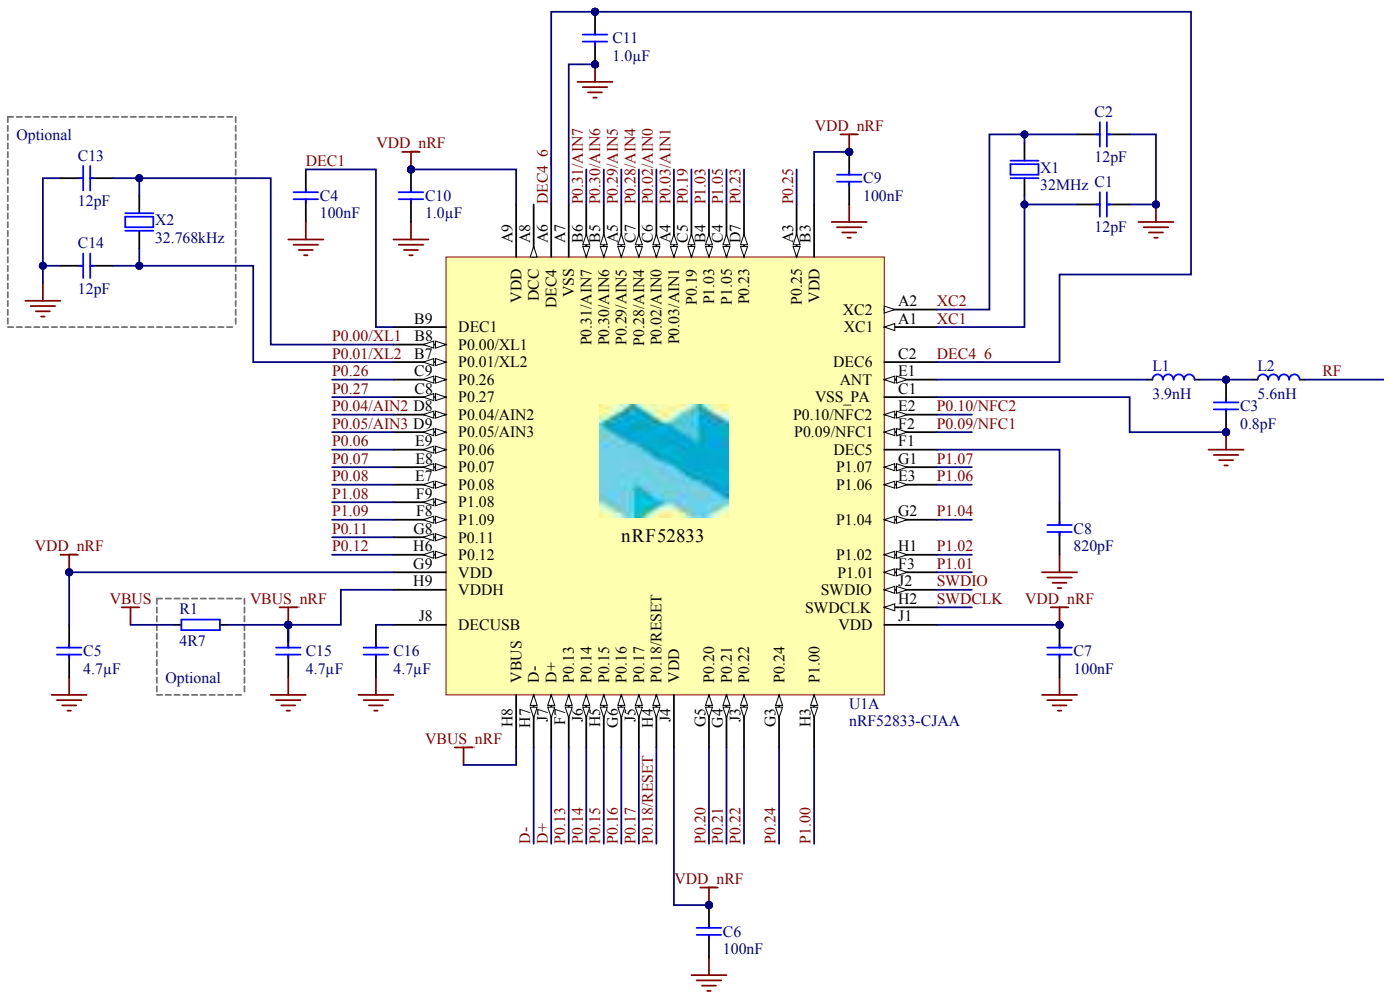 C11
1.0µF
Optional
C13
12pF
X2
32.768kHz
C14
12pF
DEC1
C4
100nF
VDD_nRF
C10
1.0µF
DEC4_6
P0.31/AIN7
P0.30/AIN6
P0.29/AIN5
P0.28/AIN4
P0.02/AIN0
P0.03/AIN1
P0.19
P1.03
P1.05
P0.23
P0.25
VDD_nRF
C9
100nF
C2
12pF
X1
32MHz
C1
12pF
A9
A8
A6
A7
B6
B5
A5
C7
C6
A4
C5
B4
C4
D7
A3
B3
VDD
DCC
DEC4
VSS
P0.31/AIN7
P0.30/AIN6
P0.29/AIN5
P0.28/AIN4
P0.02/AIN0
P0.03/AIN1
P0.19
P1.03
P1.05
P0.23
P0.25
VDD
B9 DEC1
P0.00/XL1 B8 P0.00/XL1
P0.01/XL2 B7 P0.01/XL2
P0.26 C9 P0.26
P0.27 C8 P0.27
P0.04/AIN2 D8 P0.04/AIN2
P0.05/AIN3 D9 P0.05/AIN3
P0.06 E9 P0.06
P0.07 E8 P0.07
P0.08 E7 P0.08
P1.08 F9 P1.08
P1.09 F8 P1.09
P0.11 G8 P0.11
P0.12 H6 P0.12
G9 VDD
H9 VDDH
J8 DECUSB
XC2 A2 XC2
XC1 A1 XC1
DEC6 C2 DEC4_6
ANT E1
VSS_PA C1
P0.10/NFC2 E2 P0.10/NFC2
P0.09/NFC1 F2 P0.09/NFC1
DEC5 F1
P1.07 G1 P1.07
P1.06 E3 P1.06
P1.04 G2 P1.04
P1.02 H1 P1.02
P1.01 F3 P1.01
SWDIO J2 SWDIO
SWDCLK H2 SWDCLK
VDD J1
L1
3.9nH
L2
5.6nH
RF
C3
0.8pF
C8
820pF
VDD_nRF
C7
100nF
nRF52833
VDD_nRF
C5
4.7µF
VBUS
R1
4R7
Optional
VBUS_nRF
C15
4.7µF
C16
4.7µF
VBUS
D-
D+
P0.13
P0.14
P0.15
P0.16
P0.17
P0.18/RESET
VDD
P0.20
P0.21
P0.22
P0.24
P1.00
U1A
nRF52833-CJAA
H8
H7
J7
F7
J6
H5
G6
J5
H4
J4
G5
G4
J3
G3
H3
VBUS_nRF
D-
D+
P0.13
P0.14
P0.15
P0.16
P0.17
P0.18/RESET
P0.20
P0.21
P0.22
P0.24
P1.00
VDD_nRF
C6
100nF